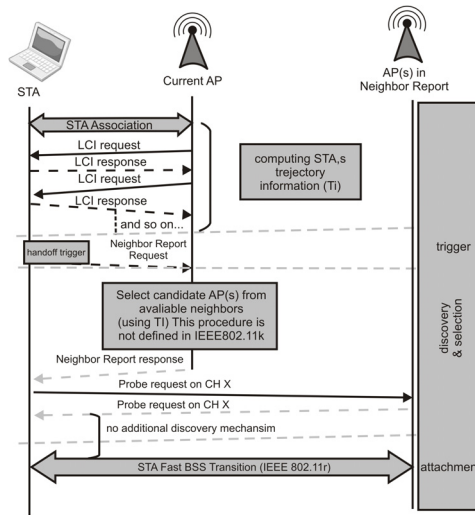 STA
Current AP
AP(s) in
Neighbor Report
STA Association
LCI request
LCI response
LCI request
LCI response
and so on...
computing STA,s
trejectory
information (Ti)
handoff trigger
Neighbor Report
Request
trigger
Select candidate AP(s) from
avaliable neighbors
(using TI) This procedure is
not defined in IEEE802.11k
discovery
& selection
Neighbor Report response
Probe request on CH X
Probe request on CH X
no additional discovery mechansim
STA Fast BSS Transition (IEEE 802.11r)
attachment